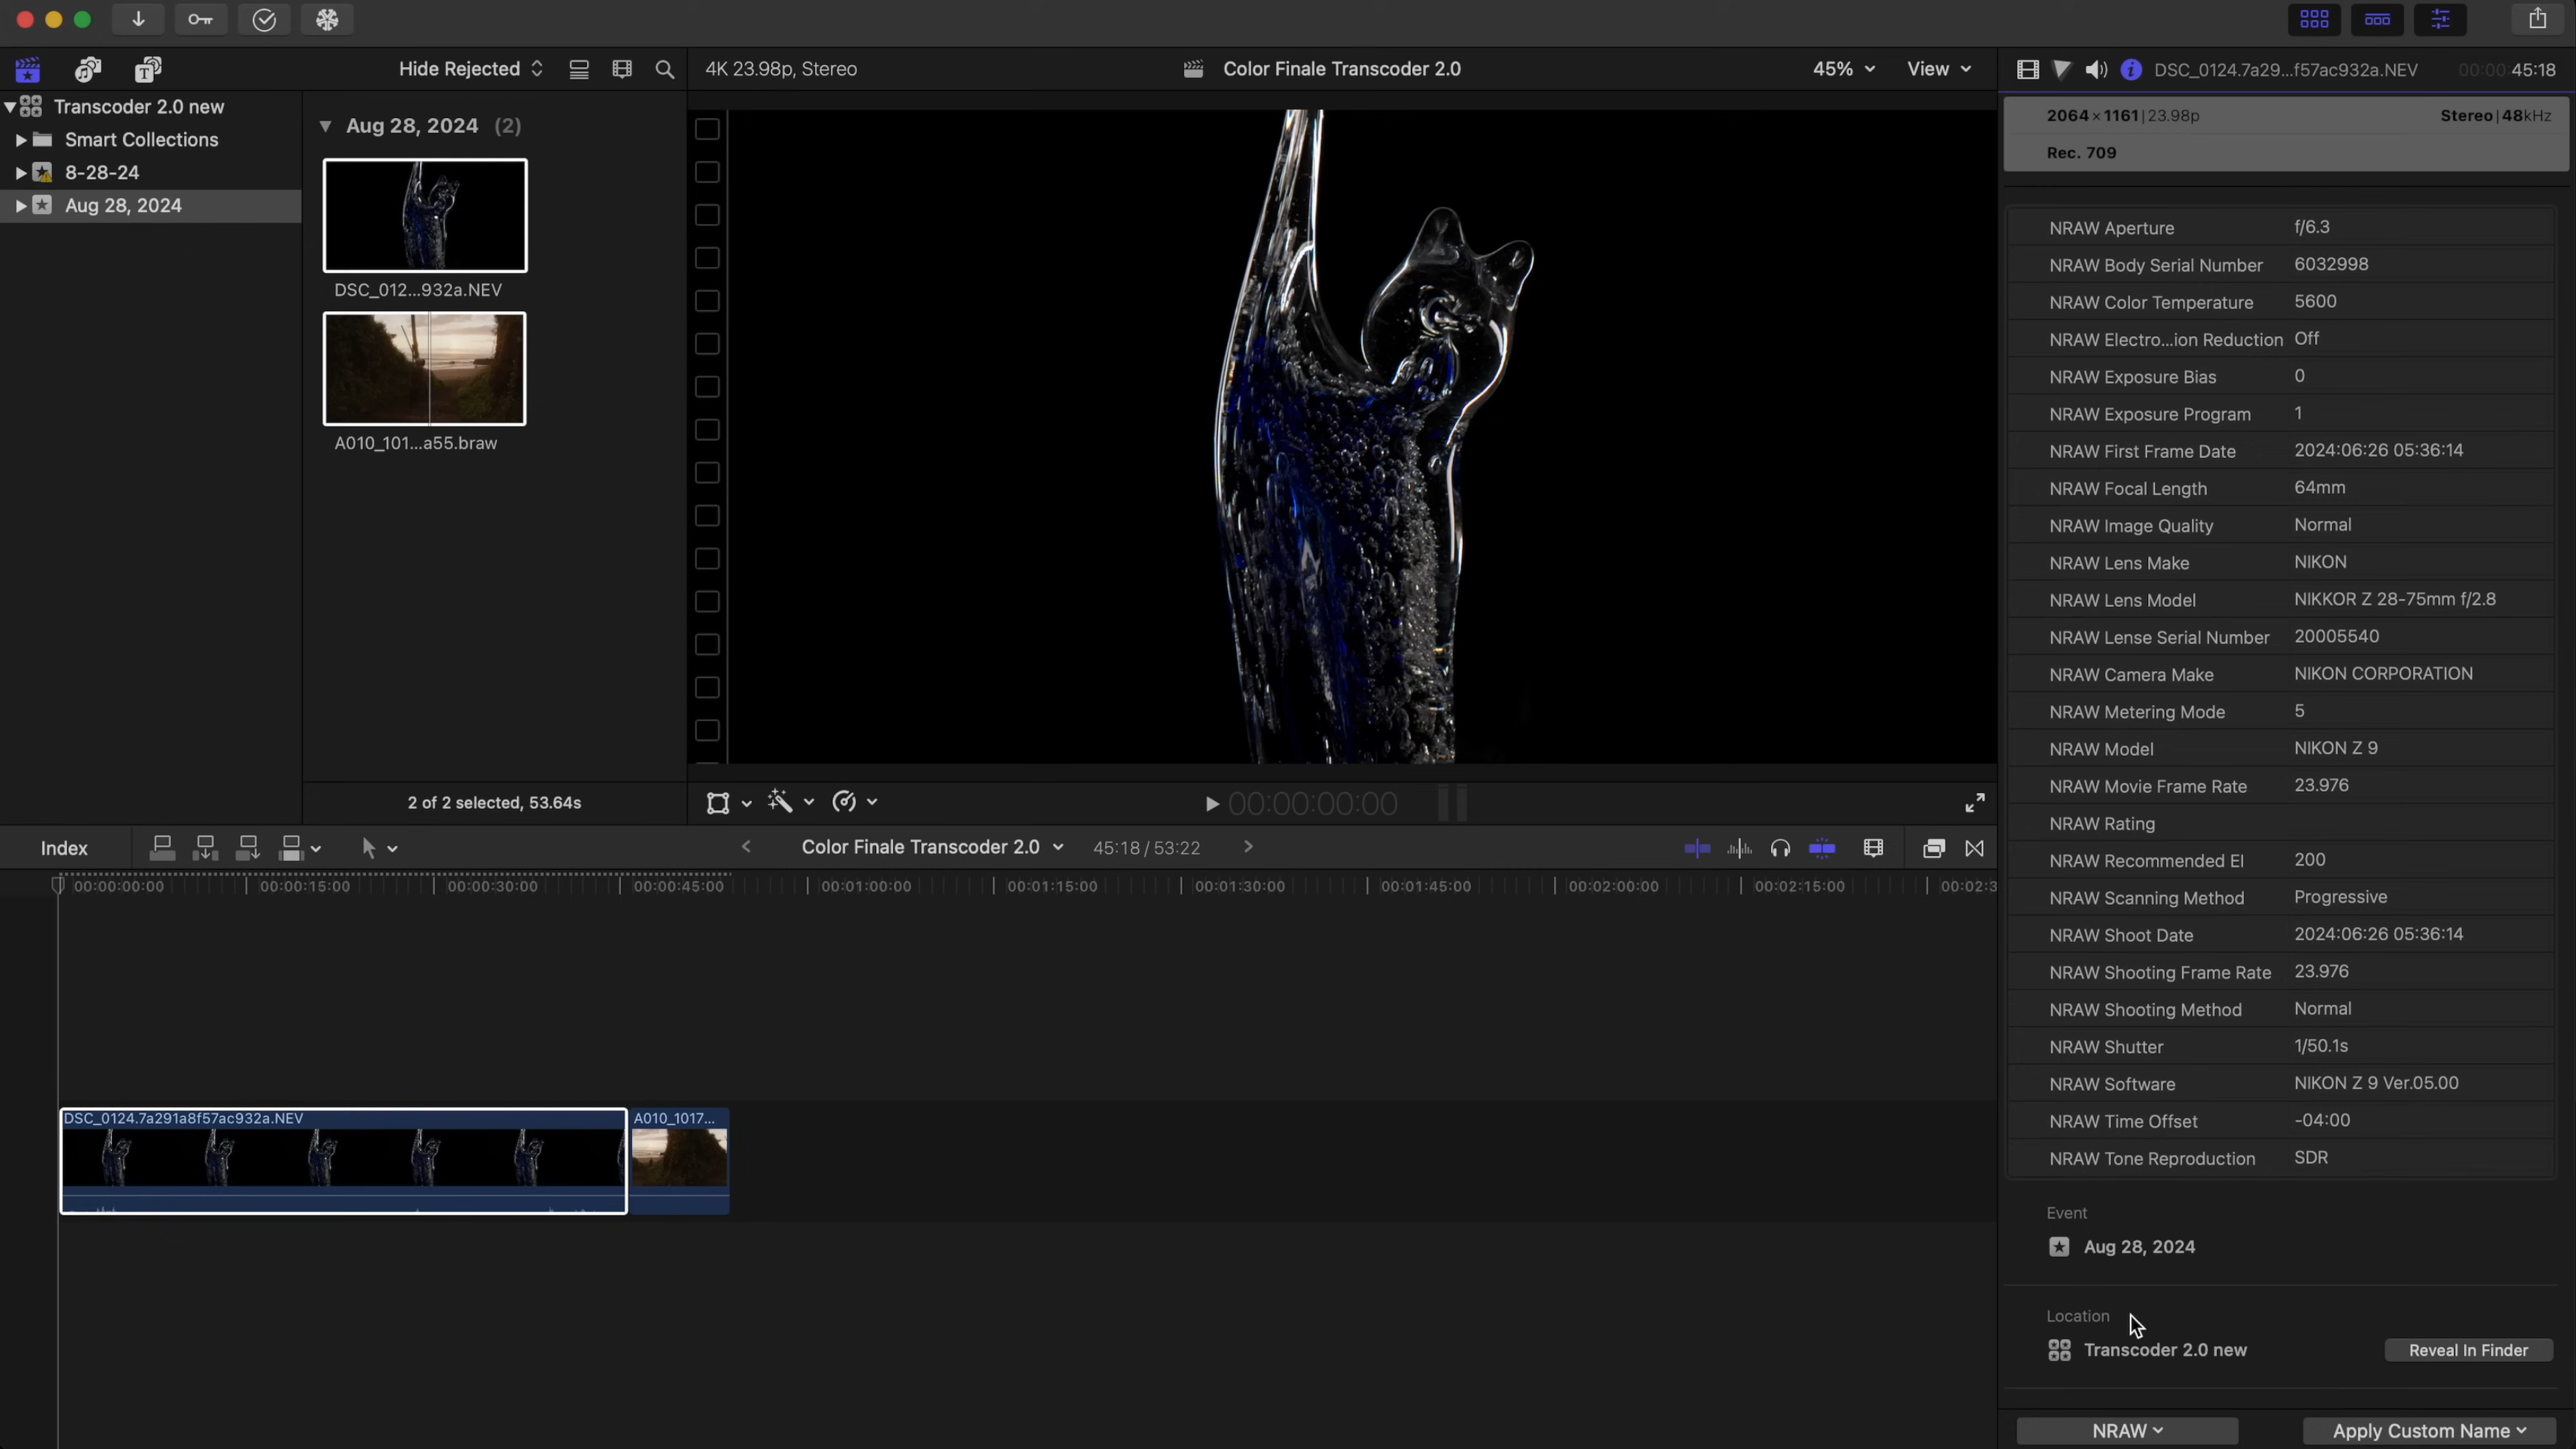 Hide Rejected
4K 23.98p, Stereo
Color Finale Transcoder 2.0
45%
View
DSC_0124.7a29...f57ac932a.NEV
00:00:45:18
Transcoder 2.0 new
Smart Collections
8-28-24
Aug 28, 2024
Aug 28, 2024 (2)
DSC_012...932a.NEV
A010_101...a55.braw
2 of 2 selected, 53.64s
00:00:00:00
2064×1161|23.98p
Stereo|48kHz
Rec. 709
NRAW Aperture f/6.3
NRAW Body Serial Number 6032998
NRAW Color Temperature 5600
NRAW Electro...ion Reduction Off
NRAW Exposure Bias 0
NRAW Exposure Program 1
NRAW First Frame Date 2024:06:26 05:36:14
NRAW Focal Length 64mm
NRAW Image Quality Normal
NRAW Lens Make NIKON
NRAW Lens Model NIKKOR Z 28-75mm f/2.8
NRAW Lense Serial Number 20005540
NRAW Camera Make NIKON CORPORATION
NRAW Metering Mode 5
NRAW Model NIKON Z 9
NRAW Movie Frame Rate 23.976
NRAW Rating
NRAW Recommended EI 200
NRAW Scanning Method Progressive
NRAW Shoot Date 2024:06:26 05:36:14
NRAW Shooting Frame Rate 23.976
NRAW Shooting Method Normal
NRAW Shutter 1/50.1s
NRAW Software NIKON Z 9 Ver.05.00
NRAW Time Offset -04:00
NRAW Tone Reproduction SDR
Event
Aug 28, 2024
Location
Transcoder 2.0 new
Reveal In Finder
NRAW
Apply Custom Name
Index
Color Finale Transcoder 2.0
45:18 / 53:22
00:00:00:00
00:00:15:00
00:00:30:00
00:00:45:00
00:01:00:00
00:01:15:00
00:01:30:00
00:01:45:00
00:02:00:00
00:02:15:00
00:02:3
DSC_0124.7a291a8f57ac932a.NEV
A010_1017...